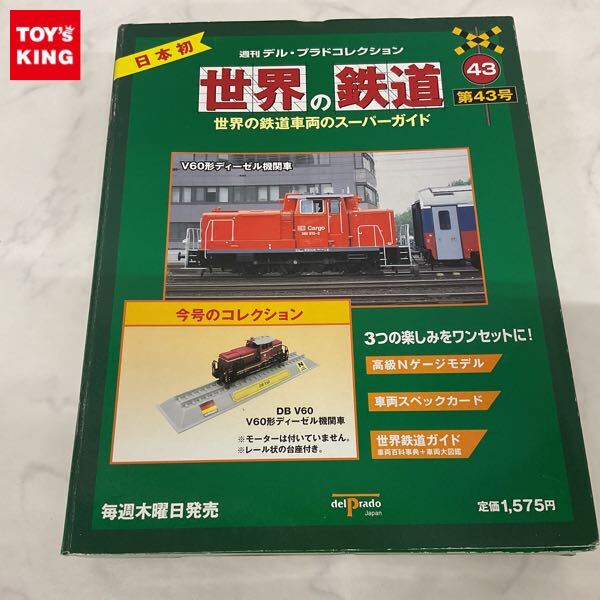 TOY's
KING
日本初
週刊 デル・プラドコレクション
世界の鉄道
世界の鉄道車両のスーパーガイド
43
第43号
V60形ディーゼル機関車
DB Cargo
今号のコレクション
DB V60
V60形ディーゼル機関車
※モーターは付いていません。
※レール状の台座付き。
3つの楽しみをワンセットに!
高級Nゲージモデル
車両スペックカード
世界鉄道ガイド
車両百科事典+車両大図鑑
毎週木曜日発売
delPrado
Japan
定価1,575円